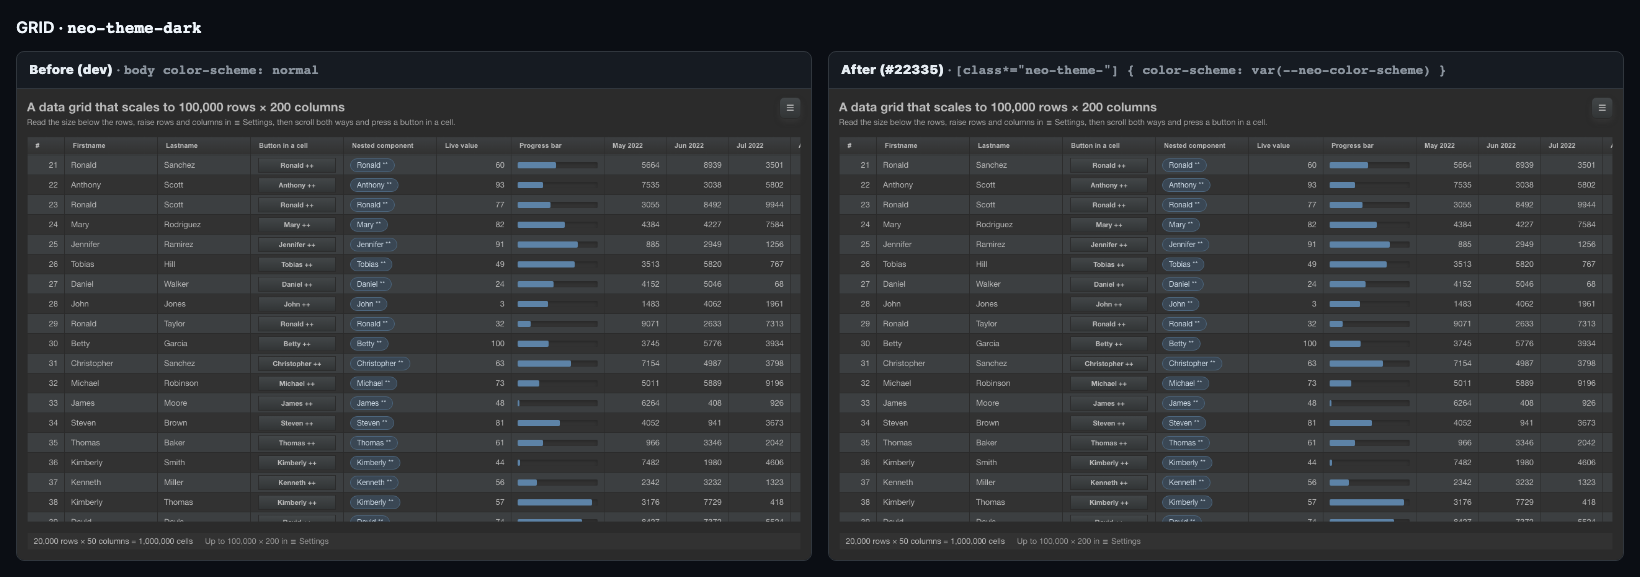 GRID · neo-theme-dark
Before (dev) · body color-scheme: normal
A data grid that scales to 100,000 rows × 200 columns
☰
Read the size below the rows, raise rows and columns in ≡ Settings, then scroll both ways and press a button in a cell.
# Firstname Lastname Button in a cell Nested component Live value Progress bar May 2022 Jun 2022 Jul 2022
21 Ronald Sanchez Ronald ++ Ronald ** 60 5664 8939 3501
22 Anthony Scott Anthony ++ Anthony ** 93 7535 3038 5802
23 Ronald Scott Ronald ++ Ronald ** 77 3055 8492 9944
24 Mary Rodriguez Mary ++ Mary ** 82 4384 4227 7584
25 Jennifer Ramirez Jennifer ++ Jennifer ** 91 885 2949 1256
26 Tobias Hill Tobias ++ Tobias ** 49 3513 5820 767
27 Daniel Walker Daniel ++ Daniel ** 24 4152 5046 68
28 John Jones John ++ John ** 3 1483 4062 1961
29 Ronald Taylor Ronald ++ Ronald ** 32 9071 2633 7313
30 Betty Garcia Betty ++ Betty ** 100 3745 5776 3934
31 Christopher Sanchez Christopher ++ Christopher ** 63 7154 4987 3798
32 Michael Robinson Michael ++ Michael ** 73 5011 5889 9196
33 James Moore James ++ James ** 48 6264 408 926
34 Steven Brown Steven ++ Steven ** 81 4052 941 3673
35 Thomas Baker Thomas ++ Thomas ** 61 966 3346 2042
36 Kimberly Smith Kimberly ++ Kimberly ** 44 7482 1980 4606
37 Kenneth Miller Kenneth ++ Kenneth ** 56 2342 3232 1323
38 Kimberly Thomas Kimberly ++ Kimberly ** 57 3176 7729 418
20,000 rows × 50 columns = 1,000,000 cells Up to 100,000 × 200 in ≡ Settings
After (#22335) · [class*="neo-theme-"] { color-scheme: var(--neo-color-scheme) }
A data grid that scales to 100,000 rows × 200 columns
☰
Read the size below the rows, raise rows and columns in ≡ Settings, then scroll both ways and press a button in a cell.
# Firstname Lastname Button in a cell Nested component Live value Progress bar May 2022 Jun 2022 Jul 2022
21 Ronald Sanchez Ronald ++ Ronald ** 60 5664 8939 3501
22 Anthony Scott Anthony ++ Anthony ** 93 7535 3038 5802
23 Ronald Scott Ronald ++ Ronald ** 77 3055 8492 9944
24 Mary Rodriguez Mary ++ Mary ** 82 4384 4227 7584
25 Jennifer Ramirez Jennifer ++ Jennifer ** 91 885 2949 1256
26 Tobias Hill Tobias ++ Tobias ** 49 3513 5820 767
27 Daniel Walker Daniel ++ Daniel ** 24 4152 5046 68
28 John Jones John ++ John ** 3 1483 4062 1961
29 Ronald Taylor Ronald ++ Ronald ** 32 9071 2633 7313
30 Betty Garcia Betty ++ Betty ** 100 3745 5776 3934
31 Christopher Sanchez Christopher ++ Christopher ** 63 7154 4987 3798
32 Michael Robinson Michael ++ Michael ** 73 5011 5889 9196
33 James Moore James ++ James ** 48 6264 408 926
34 Steven Brown Steven ++ Steven ** 81 4052 941 3673
35 Thomas Baker Thomas ++ Thomas ** 61 966 3346 2042
36 Kimberly Smith Kimberly ++ Kimberly ** 44 7482 1980 4606
37 Kenneth Miller Kenneth ++ Kenneth ** 56 2342 3232 1323
38 Kimberly Thomas Kimberly ++ Kimberly ** 57 3176 7729 418
20,000 rows × 50 columns = 1,000,000 cells Up to 100,000 × 200 in ≡ Settings